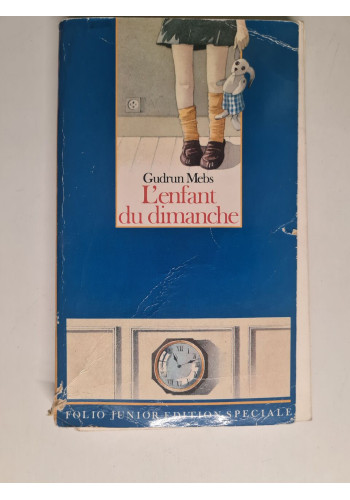 Gudrun Mebs
L'enfant
du dimanche
FOLIO JUNIOR EDITION SPECIALE